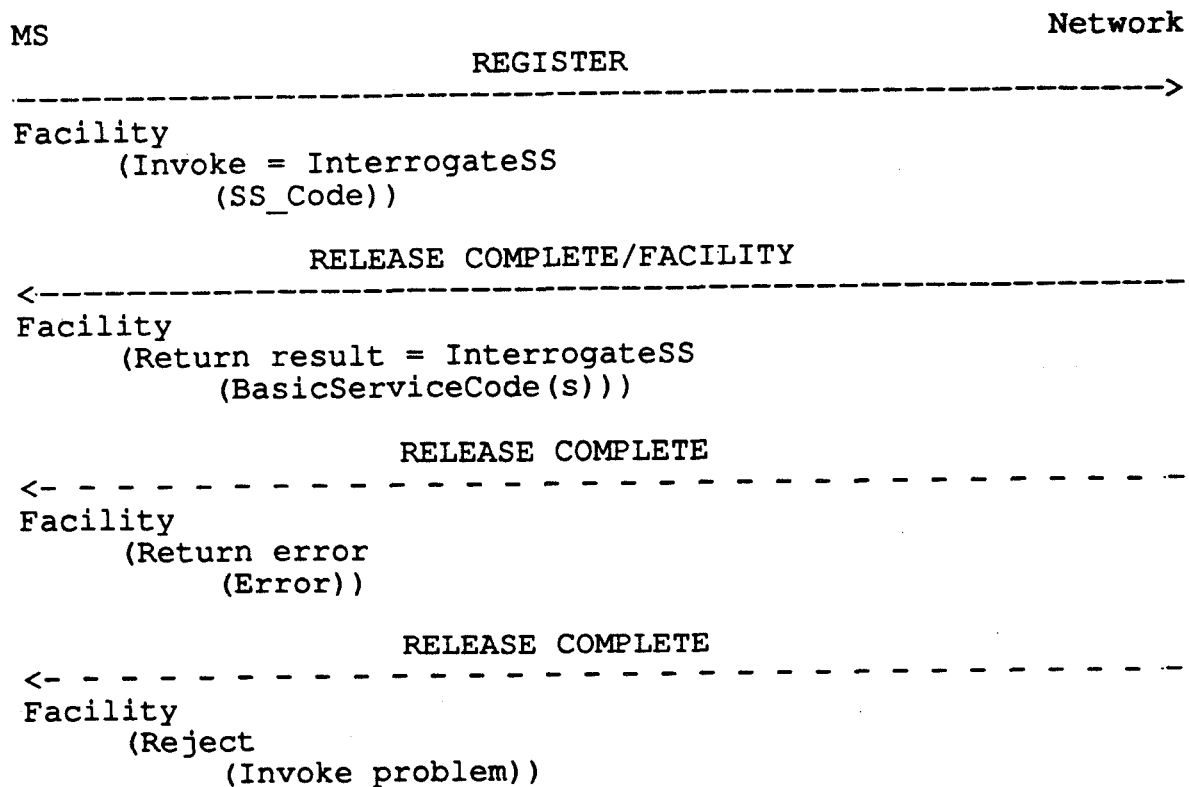 MS Network
REGISTER
------------------------------------------------------------>
Facility
(Invoke = InterrogateSS
(SS_Code))
RELEASE COMPLETE/FACILITY
<------------------------------------------------------------
Facility
(Return result = InterrogateSS
(BasicServiceCode(s)))
RELEASE COMPLETE
<- - - - - - - - - - - - - - - - - - - - - - - - - - - - - -
Facility
(Return error
(Error))
RELEASE COMPLETE
<- - - - - - - - - - - - - - - - - - - - - - - - - - - - - -
Facility
(Reject
(Invoke problem))